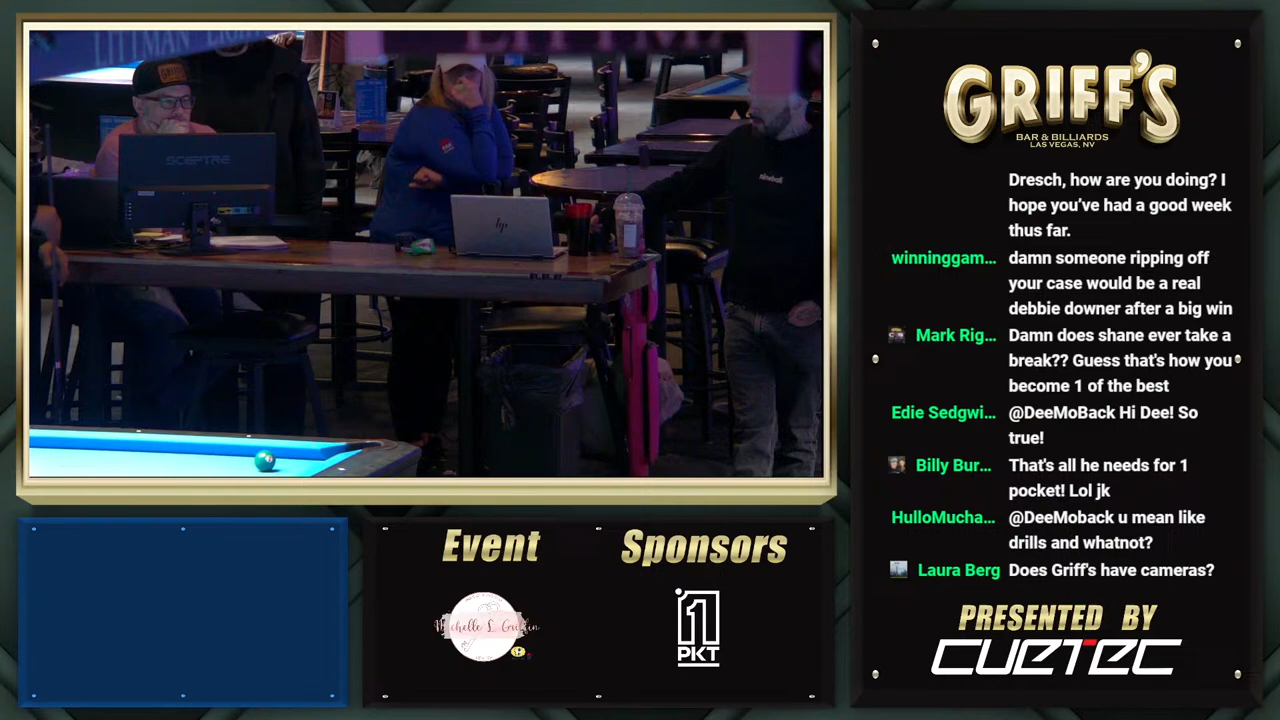 SCEPTRE
hp
GRIFF'S
BAR & BILLIARDS
LAS VEGAS, NV
Dresch, how are you doing? I
hope you've had a good week
thus far.
winninggam… damn someone ripping off
your case would be a real
debbie downer after a big win
Mark Rig… Damn does shane ever take a
break?? Guess that's how you
become 1 of the best
Edie Sedgwi… @DeeMoBack Hi Dee! So
true!
Billy Bur… That's all he needs for 1
pocket! Lol jk
HulloMucha… @DeeMoback u mean like
drills and whatnot?
Laura Berg Does Griff's have cameras?
Event Sponsors
Michelle L. Griffin
1
PKT
PRESENTED BY
CUETEC